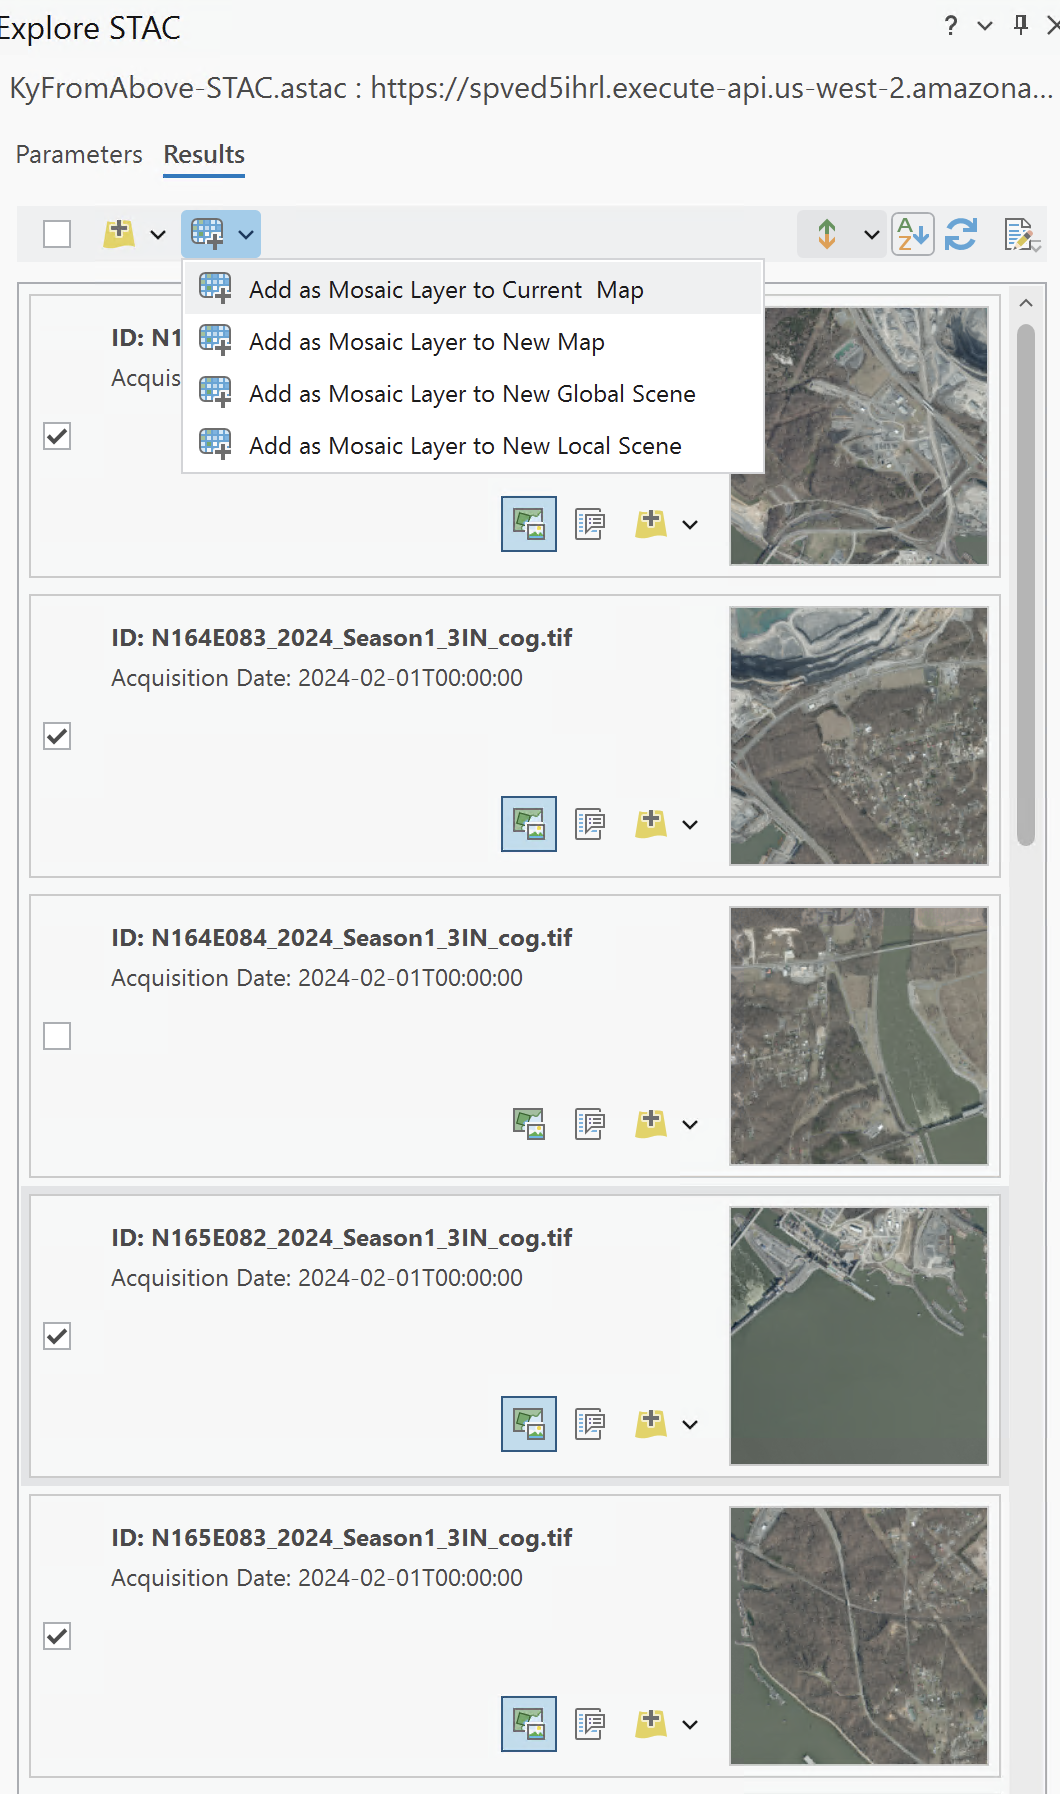 Explore STAC
?
KyFromAbove-STAC.astac : https://spved5ihrl.execute-api.us-west-2.amazona...
Parameters Results
A
Z
Add as Mosaic Layer to Current  Map
Add as Mosaic Layer to New Map
Add as Mosaic Layer to New Global Scene
Add as Mosaic Layer to New Local Scene
ID: N1
Acquis
ID: N164E083_2024_Season1_3IN_cog.tif
Acquisition Date: 2024-02-01T00:00:00
ID: N164E084_2024_Season1_3IN_cog.tif
Acquisition Date: 2024-02-01T00:00:00
ID: N165E082_2024_Season1_3IN_cog.tif
Acquisition Date: 2024-02-01T00:00:00
ID: N165E083_2024_Season1_3IN_cog.tif
Acquisition Date: 2024-02-01T00:00:00